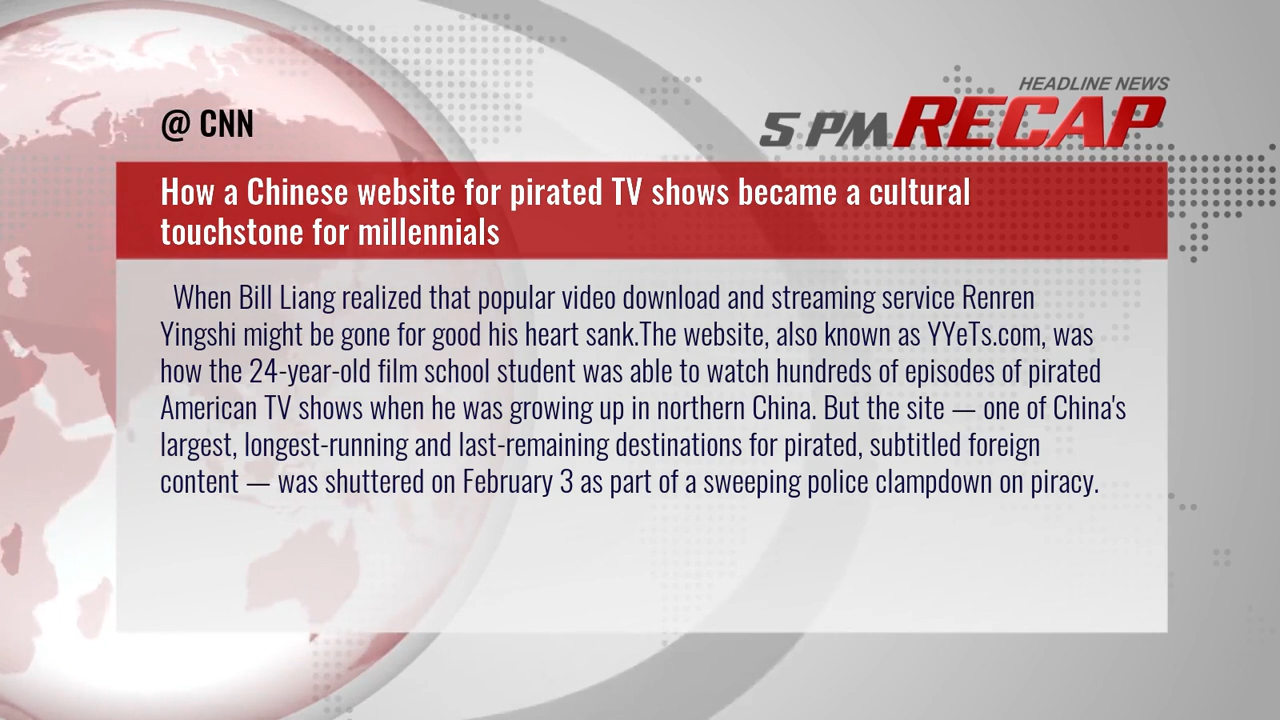 HEADLINE NEWS
@ CNN
5 PM RECAP
How a Chinese website for pirated TV shows became a cultural
touchstone for millennials
When Bill Liang realized that popular video download and streaming service Renren
Yingshi might be gone for good his heart sank.The website, also known as YYeTs.com, was
how the 24-year-old film school student was able to watch hundreds of episodes of pirated
American TV shows when he was growing up in northern China. But the site — one of China's
largest, longest-running and last-remaining destinations for pirated, subtitled foreign
content — was shuttered on February 3 as part of a sweeping police clampdown on piracy.